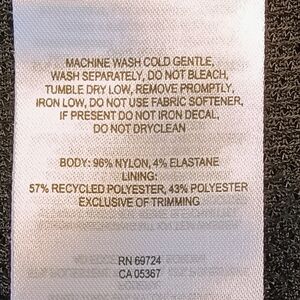 MACHINE WASH COLD GENTLE,
WASH SEPARATELY, DO NOT BLEACH,
TUMBLE DRY LOW, REMOVE PROMPTLY,
IRON LOW, DO NOT USE FABRIC SOFTENER,
IF PRESENT DO NOT IRON DECAL,
DO NOT DRYCLEAN
BODY: 96% NYLON, 4% ELASTANE
LINING:
57% RECYCLED POLYESTER, 43% POLYESTER
EXCLUSIVE OF TRIMMING
RN 69724
CA 05367